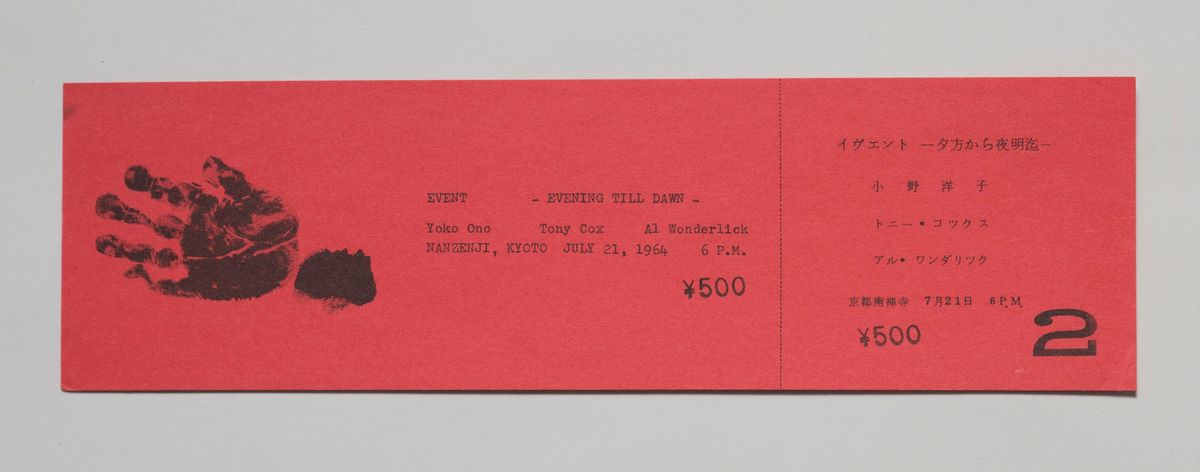 EVENT - EVENING TILL DAWN -
Yoko Ono Tony Cox Al Wonderlick
NANZENJI, KYOTO JULY 21, 1964 6 P.M.
¥500
イヴエント —夕方から夜明迄—
小野洋子
トニー・コツクス
アル・ワンダリツク
京都南禅寺 7月21日 6P.M.
¥500
2